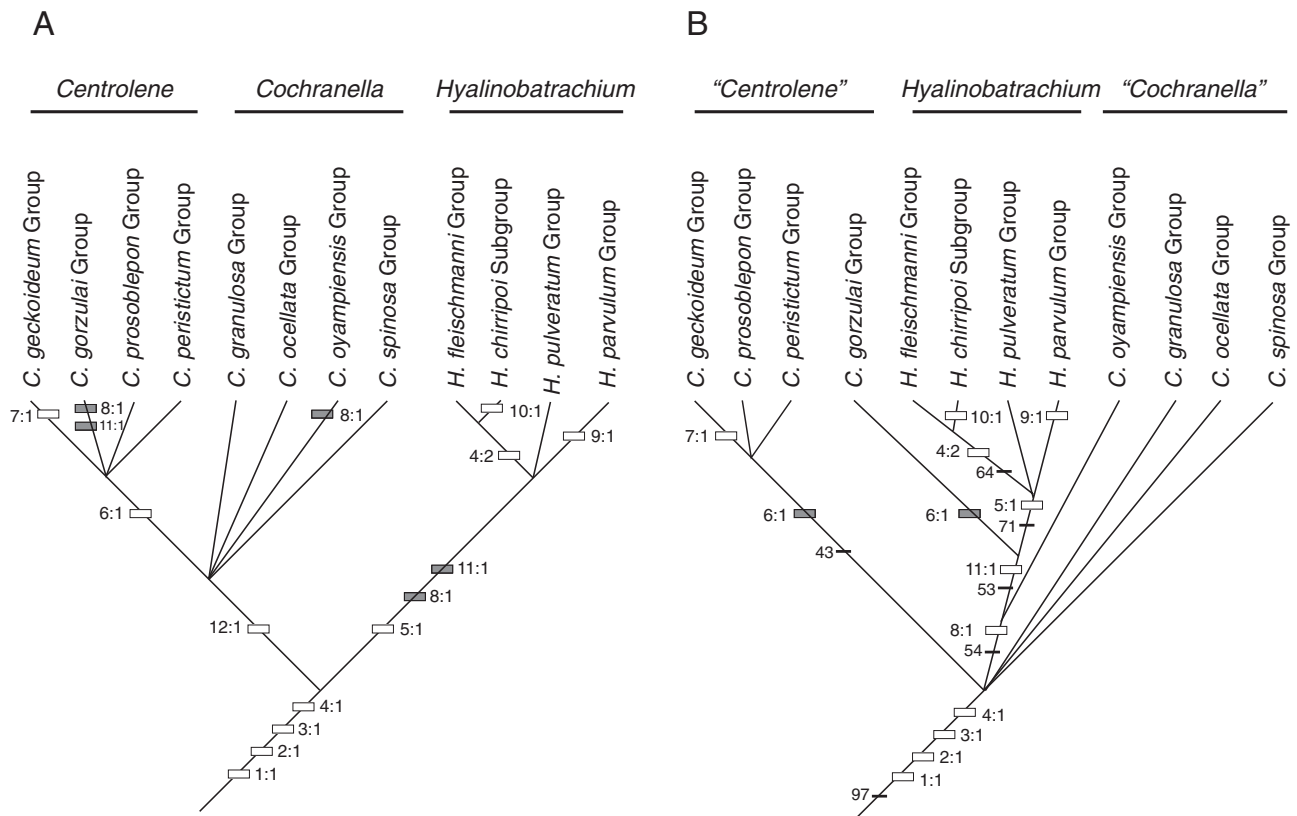 A
B
Centrolene
Cochranella
Hyalinobatrachium
“Centrolene”
Hyalinobatrachium
“Cochranella”
C. geckoideum Group
C. gorzulai Group
C. prosoblepon Group
C. peristictum Group
C. granulosa Group
C. ocellata Group
C. oyampiensis Group
C. spinosa Group
H. fleischmanni Group
H. chirripoi Subgroup
H. pulveratum Group
H. parvulum Group
C. geckoideum Group
C. prosoblepon Group
C. peristictum Group
C. gorzulai Group
H. fleischmanni Group
H. chirripoi Subgroup
H. pulveratum Group
H. parvulum Group
C. oyampiensis Group
C. granulosa Group
C. ocellata Group
C. spinosa Group
7:1
8:1
11:1
8:1
10:1
4:2
9:1
6:1
11:1
8:1
12:1
5:1
4:1
3:1
2:1
1:1
7:1
10:1
9:1
4:2
64
5:1
6:1
6:1
71
43
11:1
53
8:1
54
4:1
3:1
2:1
1:1
97